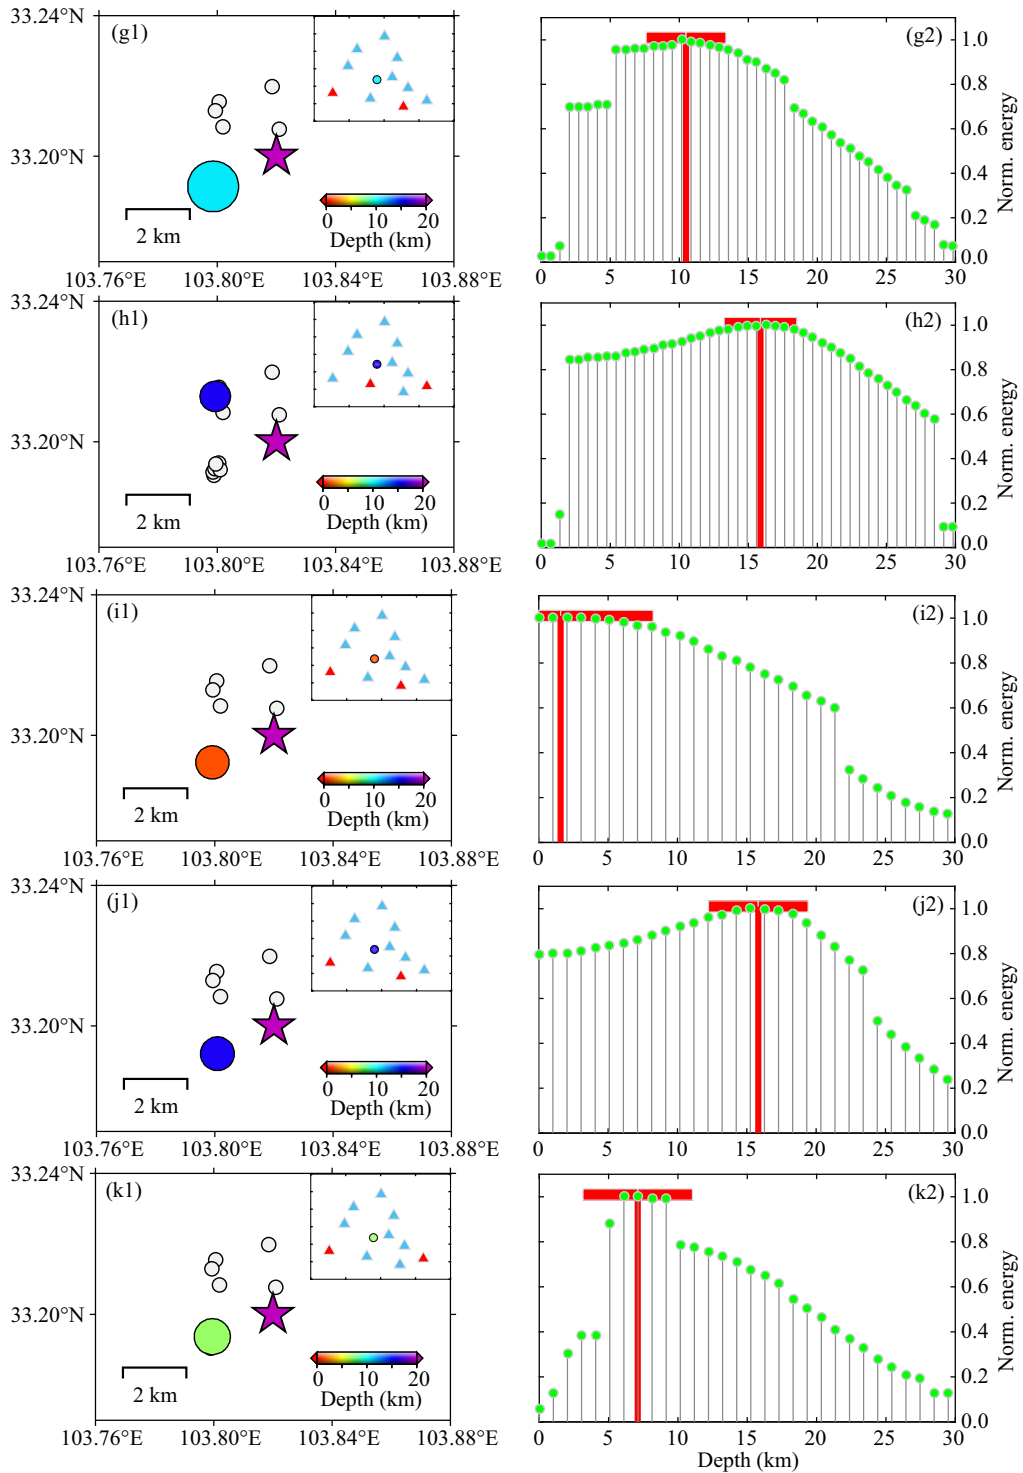 33.24°N
(g1)
33.20°N
2 km
0 10 20
Depth (km)
103.76°E 103.80°E 103.84°E 103.88°E
(g2)
1.0
0.8
0.6
0.4
0.2
0.0
Norm. energy
0 5 10 15 20 25 30
33.24°N
(h1)
33.20°N
2 km
0 10 20
Depth (km)
103.76°E 103.80°E 103.84°E 103.88°E
(h2)
1.0
0.8
0.6
0.4
0.2
0.0
Norm. energy
0 5 10 15 20 25 30
33.24°N
(i1)
33.20°N
2 km
0 10 20
Depth (km)
103.76°E 103.80°E 103.84°E 103.88°E
(i2)
1.0
0.8
0.6
0.4
0.2
0.0
Norm. energy
0 5 10 15 20 25 30
33.24°N
(j1)
33.20°N
2 km
0 10 20
Depth (km)
103.76°E 103.80°E 103.84°E 103.88°E
(j2)
1.0
0.8
0.6
0.4
0.2
0.0
Norm. energy
0 5 10 15 20 25 30
33.24°N
(k1)
33.20°N
2 km
0 10 20
Depth (km)
103.76°E 103.80°E 103.84°E 103.88°E
(k2)
1.0
0.8
0.6
0.4
0.2
0.0
Norm. energy
0 5 10 15 20 25 30
Depth (km)